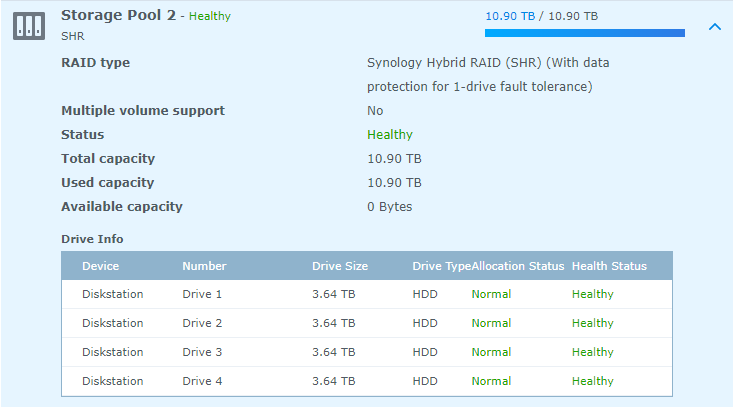 Storage Pool 2 - Healthy
10.90 TB / 10.90 TB
SHR
RAID type Synology Hybrid RAID (SHR) (With data
protection for 1-drive fault tolerance)
Multiple volume support No
Status Healthy
Total capacity 10.90 TB
Used capacity 10.90 TB
Available capacity 0 Bytes
Drive Info
Device Number Drive Size Drive Type Allocation Status Health Status
Diskstation Drive 1 3.64 TB HDD Normal Healthy
Diskstation Drive 2 3.64 TB HDD Normal Healthy
Diskstation Drive 3 3.64 TB HDD Normal Healthy
Diskstation Drive 4 3.64 TB HDD Normal Healthy